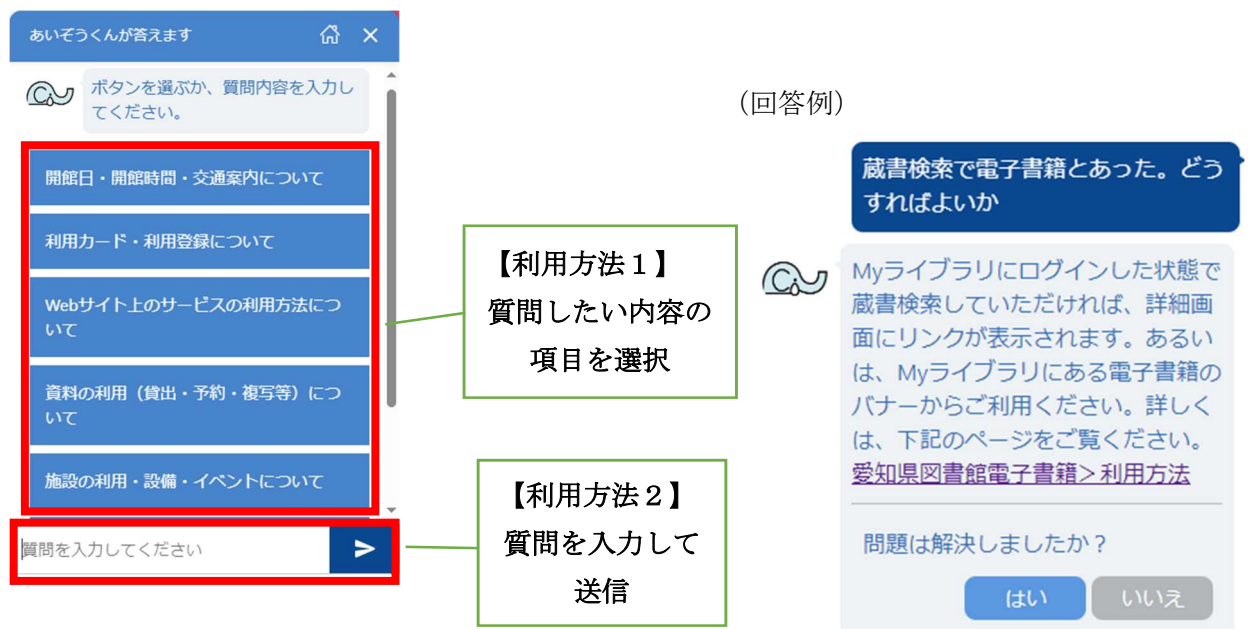 あいぞうくんが答えます
ボタンを選ぶか、質問内容を入力し
てください。
開館日・開館時間・交通案内について
利用カード・利用登録について
Webサイト上のサービスの利用方法につ
いて
資料の利用（貸出・予約・複写等）につ
いて
施設の利用・設備・イベントについて
質問を入力してください
【利用方法１】
質問したい内容の
項目を選択
【利用方法２】
質問を入力して
送信
（回答例）
蔵書検索で電子書籍とあった。どう
すればよいか
Myライブラリにログインした状態で
蔵書検索していただければ、詳細画
面にリンクが表示されます。あるい
は、Myライブラリにある電子書籍の
バナーからご利用ください。詳しく
は、下記のページをご覧ください。
愛知県図書館電子書籍＞利用方法
問題は解決しましたか？
はい
いいえ